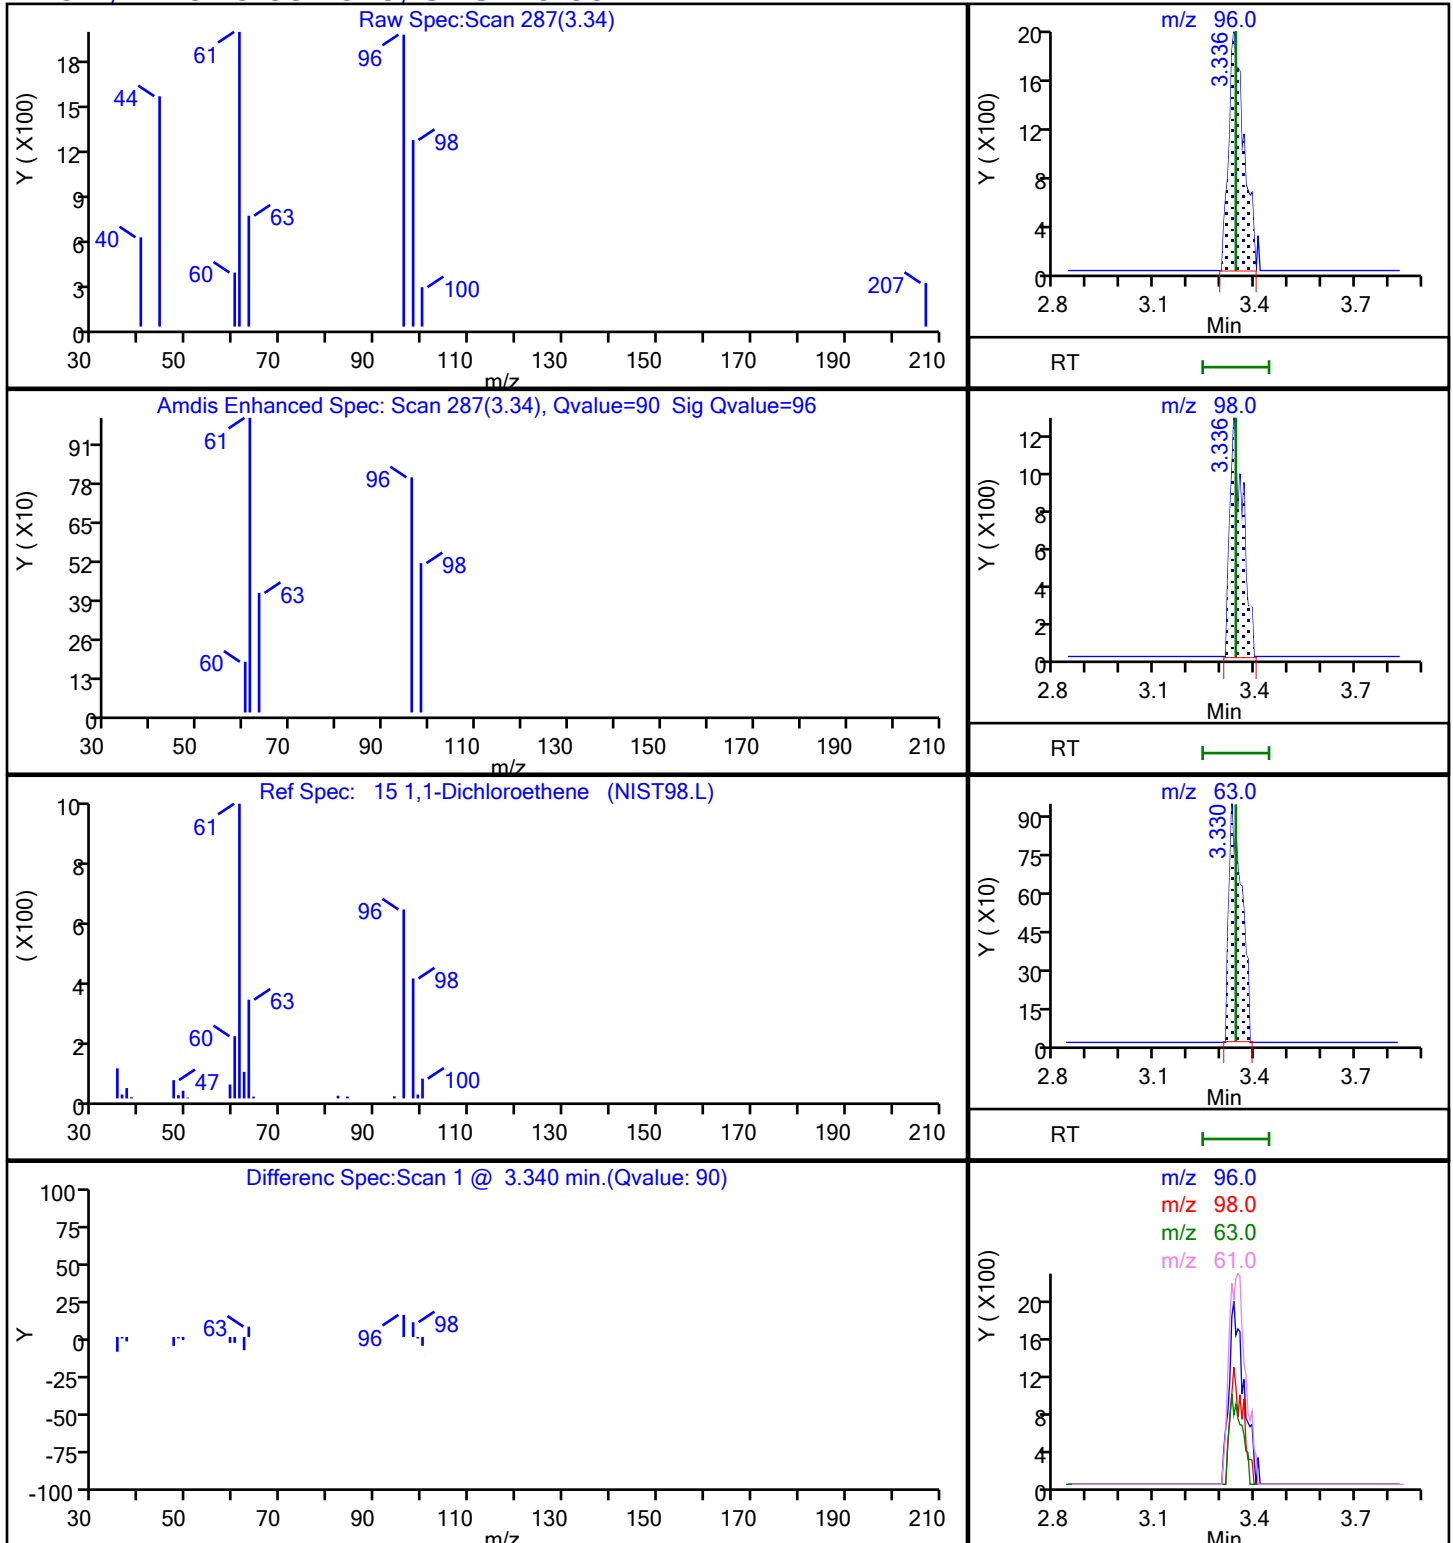 Raw Spec:Scan 287(3.34)
Y ( X100)
18
15
12
9
6
3
0
61
96
44
98
63
40
60
100
207
30 50 70 90 110 130 150 170 190 210
m/z
m/z 96.0
3.336
Y ( X100)
20
16
12
8
4
0
2.8 3.1 3.4 3.7
Min
RT
Amdis Enhanced Spec: Scan 287(3.34), Qvalue=90 Sig Qvalue=96
Y ( X10)
91
78
65
52
39
26
13
0
61
96
98
63
60
30 50 70 90 110 130 150 170 190 210
m/z
m/z 98.0
3.336
Y ( X100)
12
10
8
6
4
2
0
2.8 3.1 3.4 3.7
Min
RT
Ref Spec: 15 1,1-Dichloroethene (NIST98.L)
( X100)
10
8
6
4
2
0
61
96
98
63
60
47
100
30 50 70 90 110 130 150 170 190 210
m/z 63.0
3.330
Y ( X10)
90
75
60
45
30
15
0
2.8 3.1 3.4 3.7
Min
RT
Differenc Spec:Scan 1 @ 3.340 min.(Qvalue: 90)
Y
100
75
50
25
0
-25
-50
-75
-100
63
96
98
30 50 70 90 110 130 150 170 190 210
m/z
m/z 96.0
m/z 98.0
m/z 63.0
m/z 61.0
Y ( X100)
20
16
12
8
4
0
2.8 3.1 3.4 3.7
Min